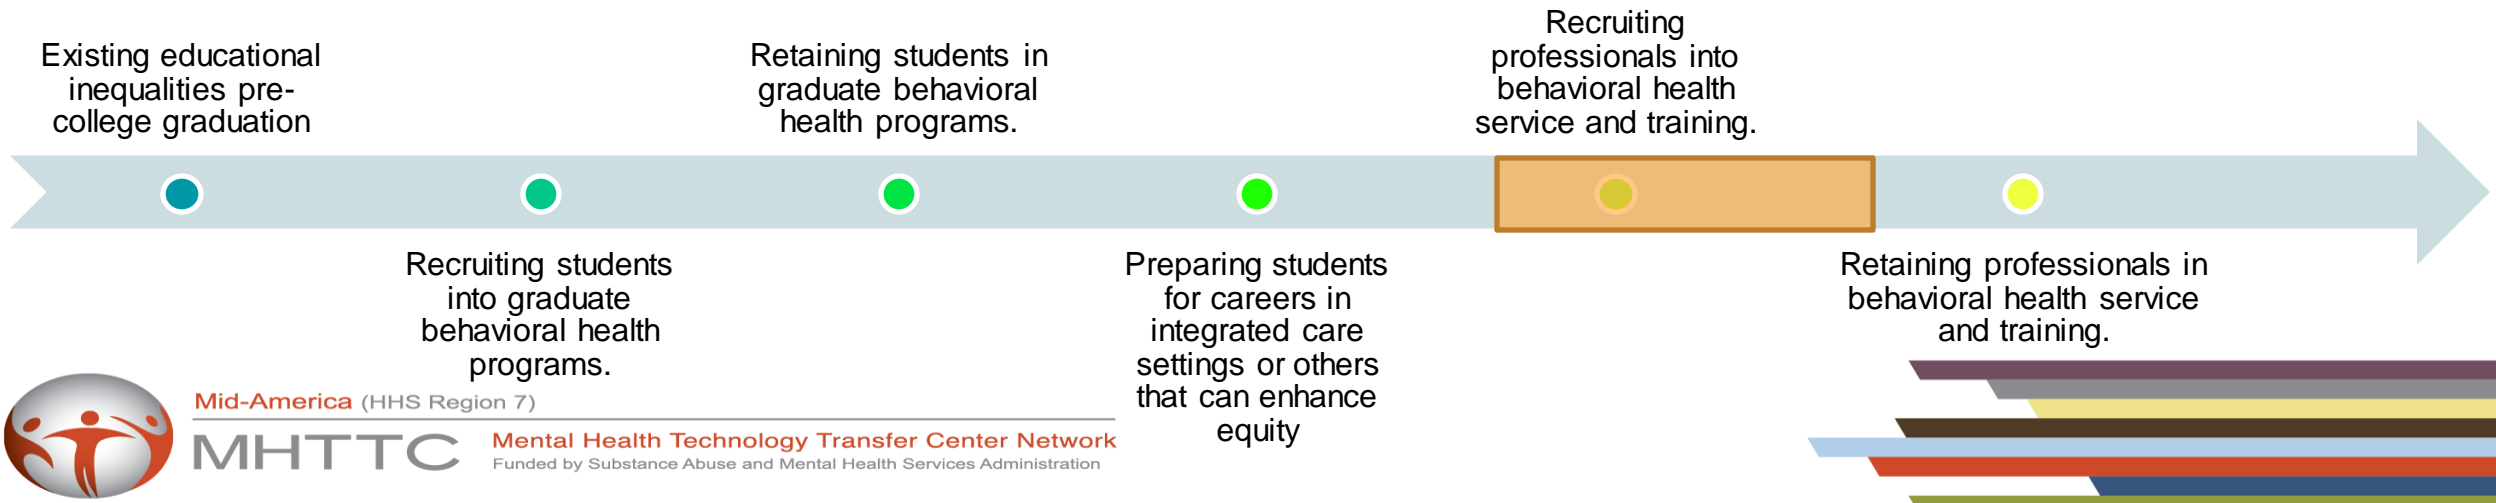 Existing educational
inequalities pre-
college graduation
Recruiting students
into graduate
behavioral health
programs.
Retaining students in
graduate behavioral
health programs.
Preparing students
for careers in
integrated care
settings or others
that can enhance
equity
Recruiting
professionals into
behavioral health
service and training.
Retaining professionals in
behavioral health service
and training.
Mid-America (HHS Region 7)
MHTTC
Mental Health Technology Transfer Center Network
Funded by Substance Abuse and Mental Health Services Administration